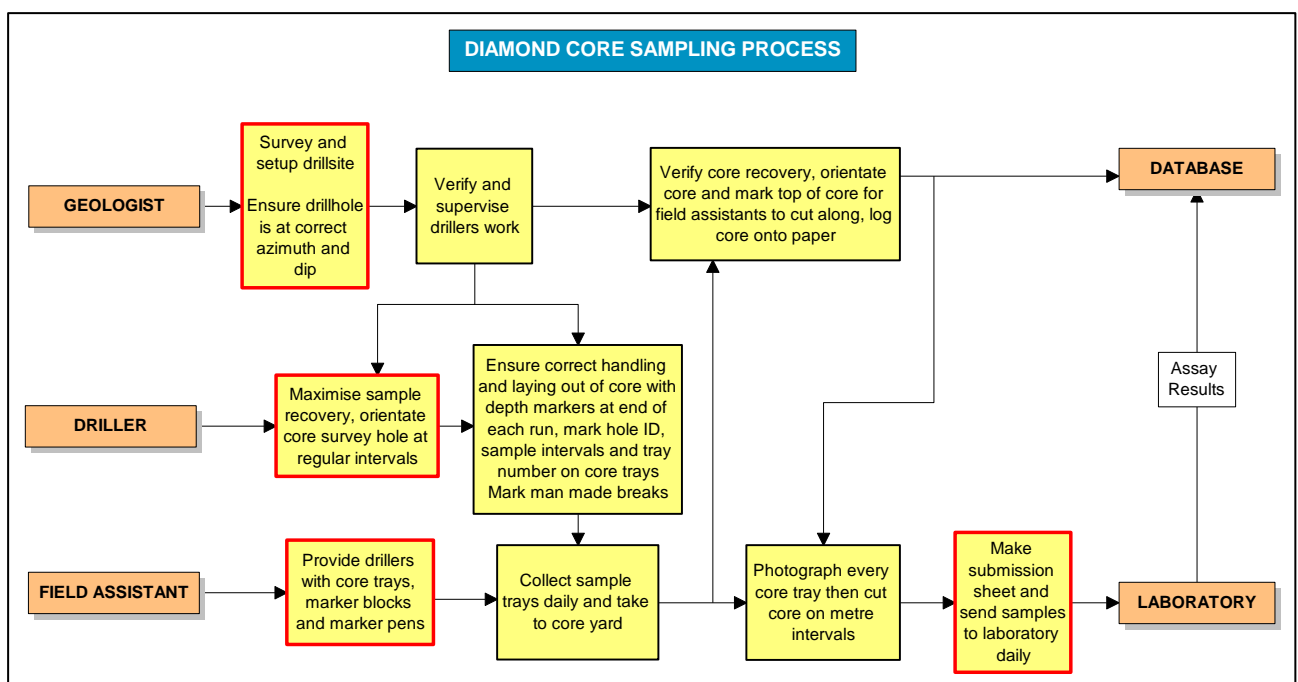 DIAMOND CORE SAMPLING PROCESS
GEOLOGIST
Survey and
setup drillsite
Ensure drillhole
is at correct
azimuth and
dip
Verify and
supervise
drillers work
Verify core recovery, orientate
core and mark top of core for
field assistants to cut along, log
core onto paper
DATABASE
DRILLER
Maximise sample
recovery, orientate
core survey hole at
regular intervals
Ensure correct handling
and laying out of core with
depth markers at end of
each run, mark hole ID,
sample intervals and tray
number on core trays
Mark man made breaks
Assay
Results
FIELD ASSISTANT
Provide drillers
with core trays,
marker blocks
and marker pens
Collect sample
trays daily and take
to core yard
Photograph every
core tray then cut
core on metre
intervals
Make
submission
sheet and
send samples
to laboratory
daily
LABORATORY